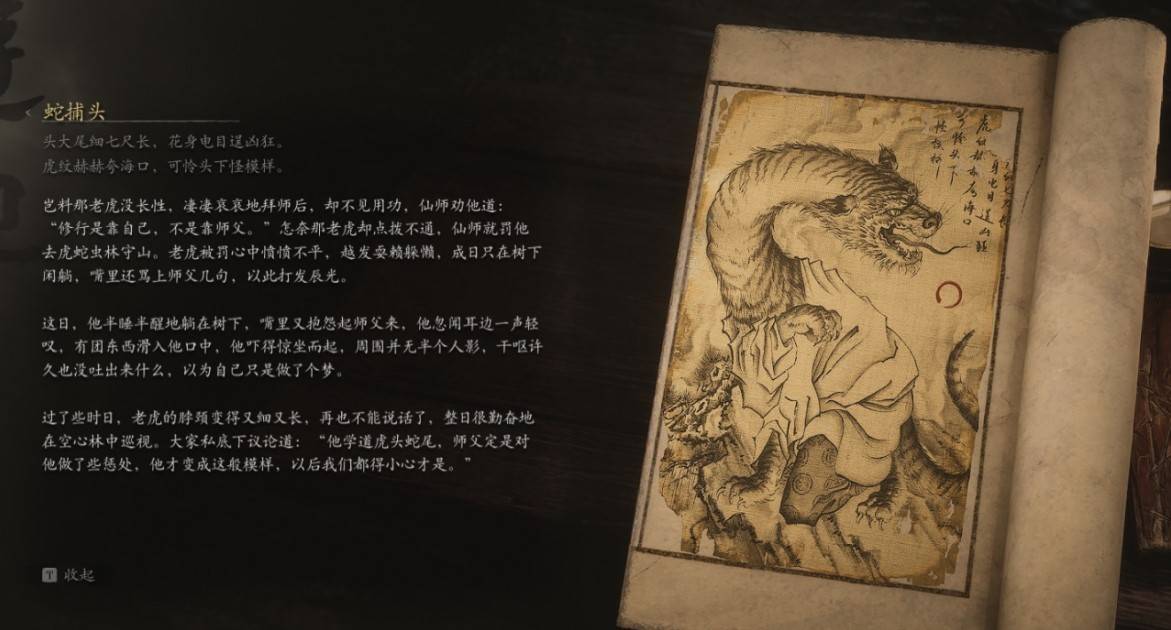 蛇捕头
头大尾细七尺长，花身电目逞凶狂。
虎纹赫赫夸海口，可怜头下怪模样。
岂料那老虎没长性，凄凄哀哀地拜师后，却不见用功，仙师劝他道：
“修行是靠自己，不是靠师父。”怎奈那老虎却点拨不通，仙师就罚他
去虎蛇虫林守山。老虎被罚心中愤愤不平，越发耍赖躲懒，成日只在树下
闲躺，嘴里还骂上师父几句，以此打发辰光。
这日，他半睡半醒地躺在树下，嘴里又抱怨起师父来，他忽闻耳边一声轻
叹，有团东西滑入他口中，他吓得惊坐而起，周围并无半个人影，干呕许
久也没吐出来什么，以为自己只是做了个梦。
过了些时日，老虎的脖颈变得又细又长，再也不能说话了，整日很勤奋地
在空心林中巡视。大家私底下议论道：“他学道虎头蛇尾，师父定是对
他做了些惩处，他才变成这般模样，以后我们都得小心才是。”
T 收起